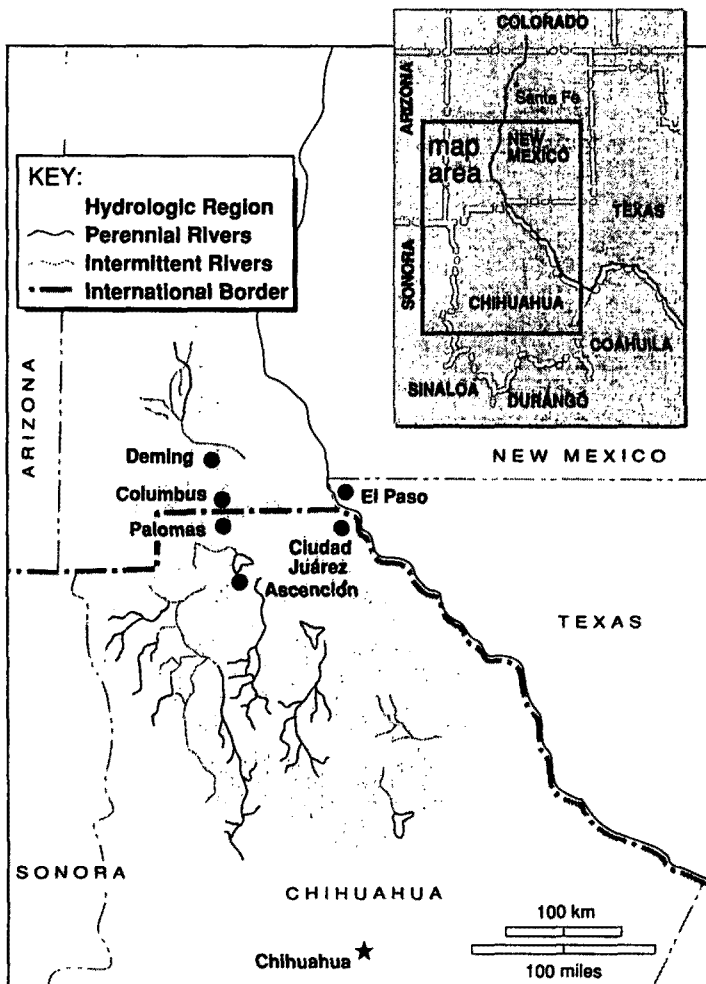 COLORADO
ARIZONA
Santa Fé
map
area
NEW
MEXICO
TEXAS
SONORA
CHIHUAHUA
COAHUILA
SINALOA
DURANGO
KEY:
Hydrologic Region
Perennial Rivers
Intermittent Rivers
International Border
ARIZONA
NEW MEXICO
Deming
Columbus
El Paso
Palomas
Ciudad
Juárez
Ascención
TEXAS
SONORA
CHIHUAHUA
100 km
Chihuahua
100 miles